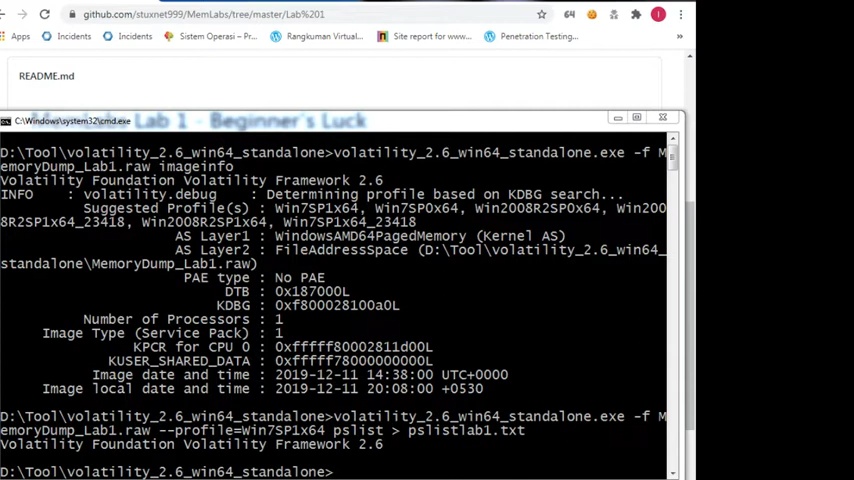 github.com/stuxnet999/MemLabs/tree/master/Lab%201
Apps Incidents Incidents Sistem Operasi – Pr... Rangkuman Virtual... Site report for www... Penetration Testing... »
README.md
MemLabs Lab 1 - Beginner's Luck
C:\Windows\system32\cmd.exe
D:\Tool\volatility_2.6_win64_standalone>volatility_2.6_win64_standalone.exe -f M
emoryDump_Lab1.raw imageinfo
Volatility Foundation Volatility Framework 2.6
INFO    : volatility.debug    : Determining profile based on KDBG search...
Suggested Profile(s) : Win7SP1x64, Win7SP0x64, Win2008R2SP0x64, Win200
8R2SP1x64_23418, Win2008R2SP1x64, Win7SP1x64_23418
AS Layer1 : WindowsAMD64PagedMemory (Kernel AS)
AS Layer2 : FileAddressSpace (D:\Tool\volatility_2.6_win64_
standalone\MemoryDump_Lab1.raw)
PAE type : No PAE
DTB : 0x187000L
KDBG : 0xf800028100a0L
Number of Processors : 1
Image Type (Service Pack) : 1
KPCR for CPU 0 : 0xfffff80002811d00L
KUSER_SHARED_DATA : 0xfffff78000000000L
Image date and time : 2019-12-11 14:38:00 UTC+0000
Image local date and time : 2019-12-11 20:08:00 +0530
D:\Tool\volatility_2.6_win64_standalone>volatility_2.6_win64_standalone.exe -f M
emoryDump_Lab1.raw --profile=Win7SP1x64 pslist > pslistlab1.txt
Volatility Foundation Volatility Framework 2.6
D:\Tool\volatility_2.6_win64_standalone>